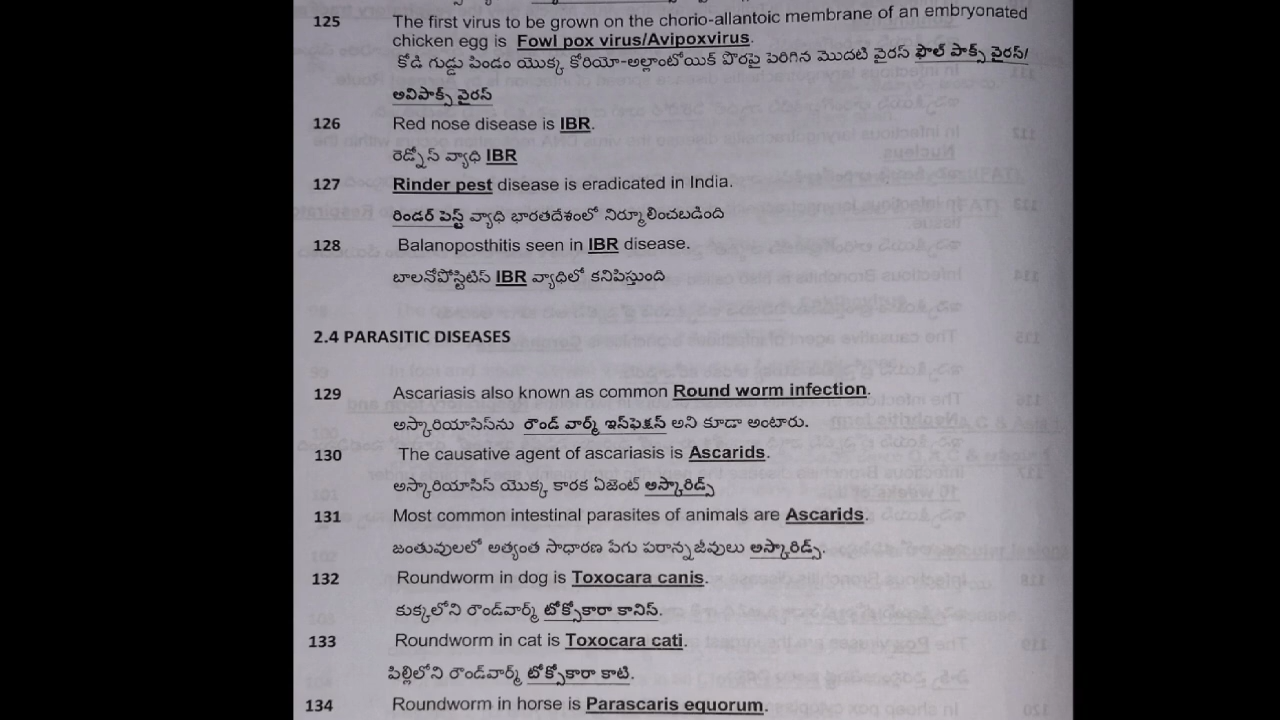 125 The first virus to be grown on the chorio-allantoic membrane of an embryonated
chicken egg is Fowl pox virus/Avipoxvirus.
కోడి గుడ్డు పిండం యొక్క కోరియో-అల్లాంటోయిక్ పొరపై పెరిగిన మొదటి వైరస్ ఫౌల్ పాక్స్ వైరస్/
అవిపాక్స్ వైరస్
126 Red nose disease is IBR.
రెడ్నోస్ వ్యాధి IBR
127 Rinder pest disease is eradicated in India.
రిండర్ పెస్ట్ వ్యాధి భారతదేశంలో నిర్మూలించబడింది
128 Balanoposthitis seen in IBR disease.
బాలనోపోస్టిటిస్ IBR వ్యాధిలో కనిపిస్తుంది
2.4 PARASITIC DISEASES
129 Ascariasis also known as common Round worm infection.
అస్కారియాసిస్‌ను రౌండ్ వార్మ్ ఇన్ఫెక్షన్ అని కూడా అంటారు.
130 The causative agent of ascariasis is Ascarids.
అస్కారియాసిస్ యొక్క కారక ఏజెంట్ అస్కారిడ్స్
131 Most common intestinal parasites of animals are Ascarids.
జంతువులలో అత్యంత సాధారణ పేగు పరాన్నజీవులు అస్కారిడ్స్.
132 Roundworm in dog is Toxocara canis.
కుక్కలోని రౌండ్‌వార్మ్ టోక్సోకారా కానిస్.
133 Roundworm in cat is Toxocara cati.
పిల్లిలోని రౌండ్‌వార్మ్ టోక్సోకారా కాటి.
134 Roundworm in horse is Parascaris equorum.